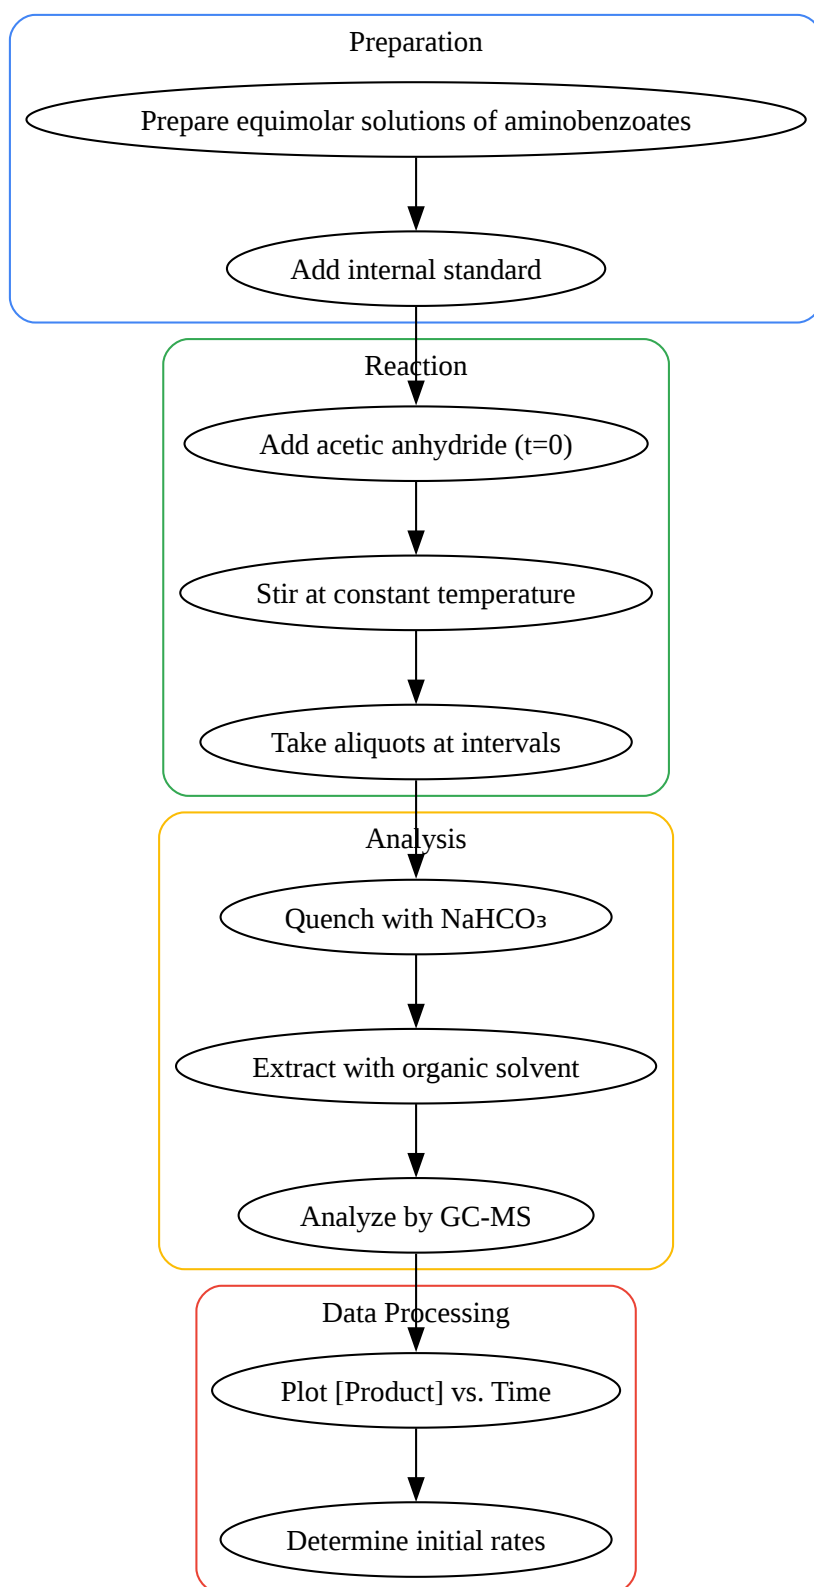 Preparation
Prepare equimolar solutions of aminobenzoates
Add internal standard
Reaction
Add acetic anhydride (t=0)
Stir at constant temperature
Take aliquots at intervals
Analysis
Quench with NaHCO₃
Extract with organic solvent
Analyze by GC-MS
Data Processing
Plot [Product] vs. Time
Determine initial rates